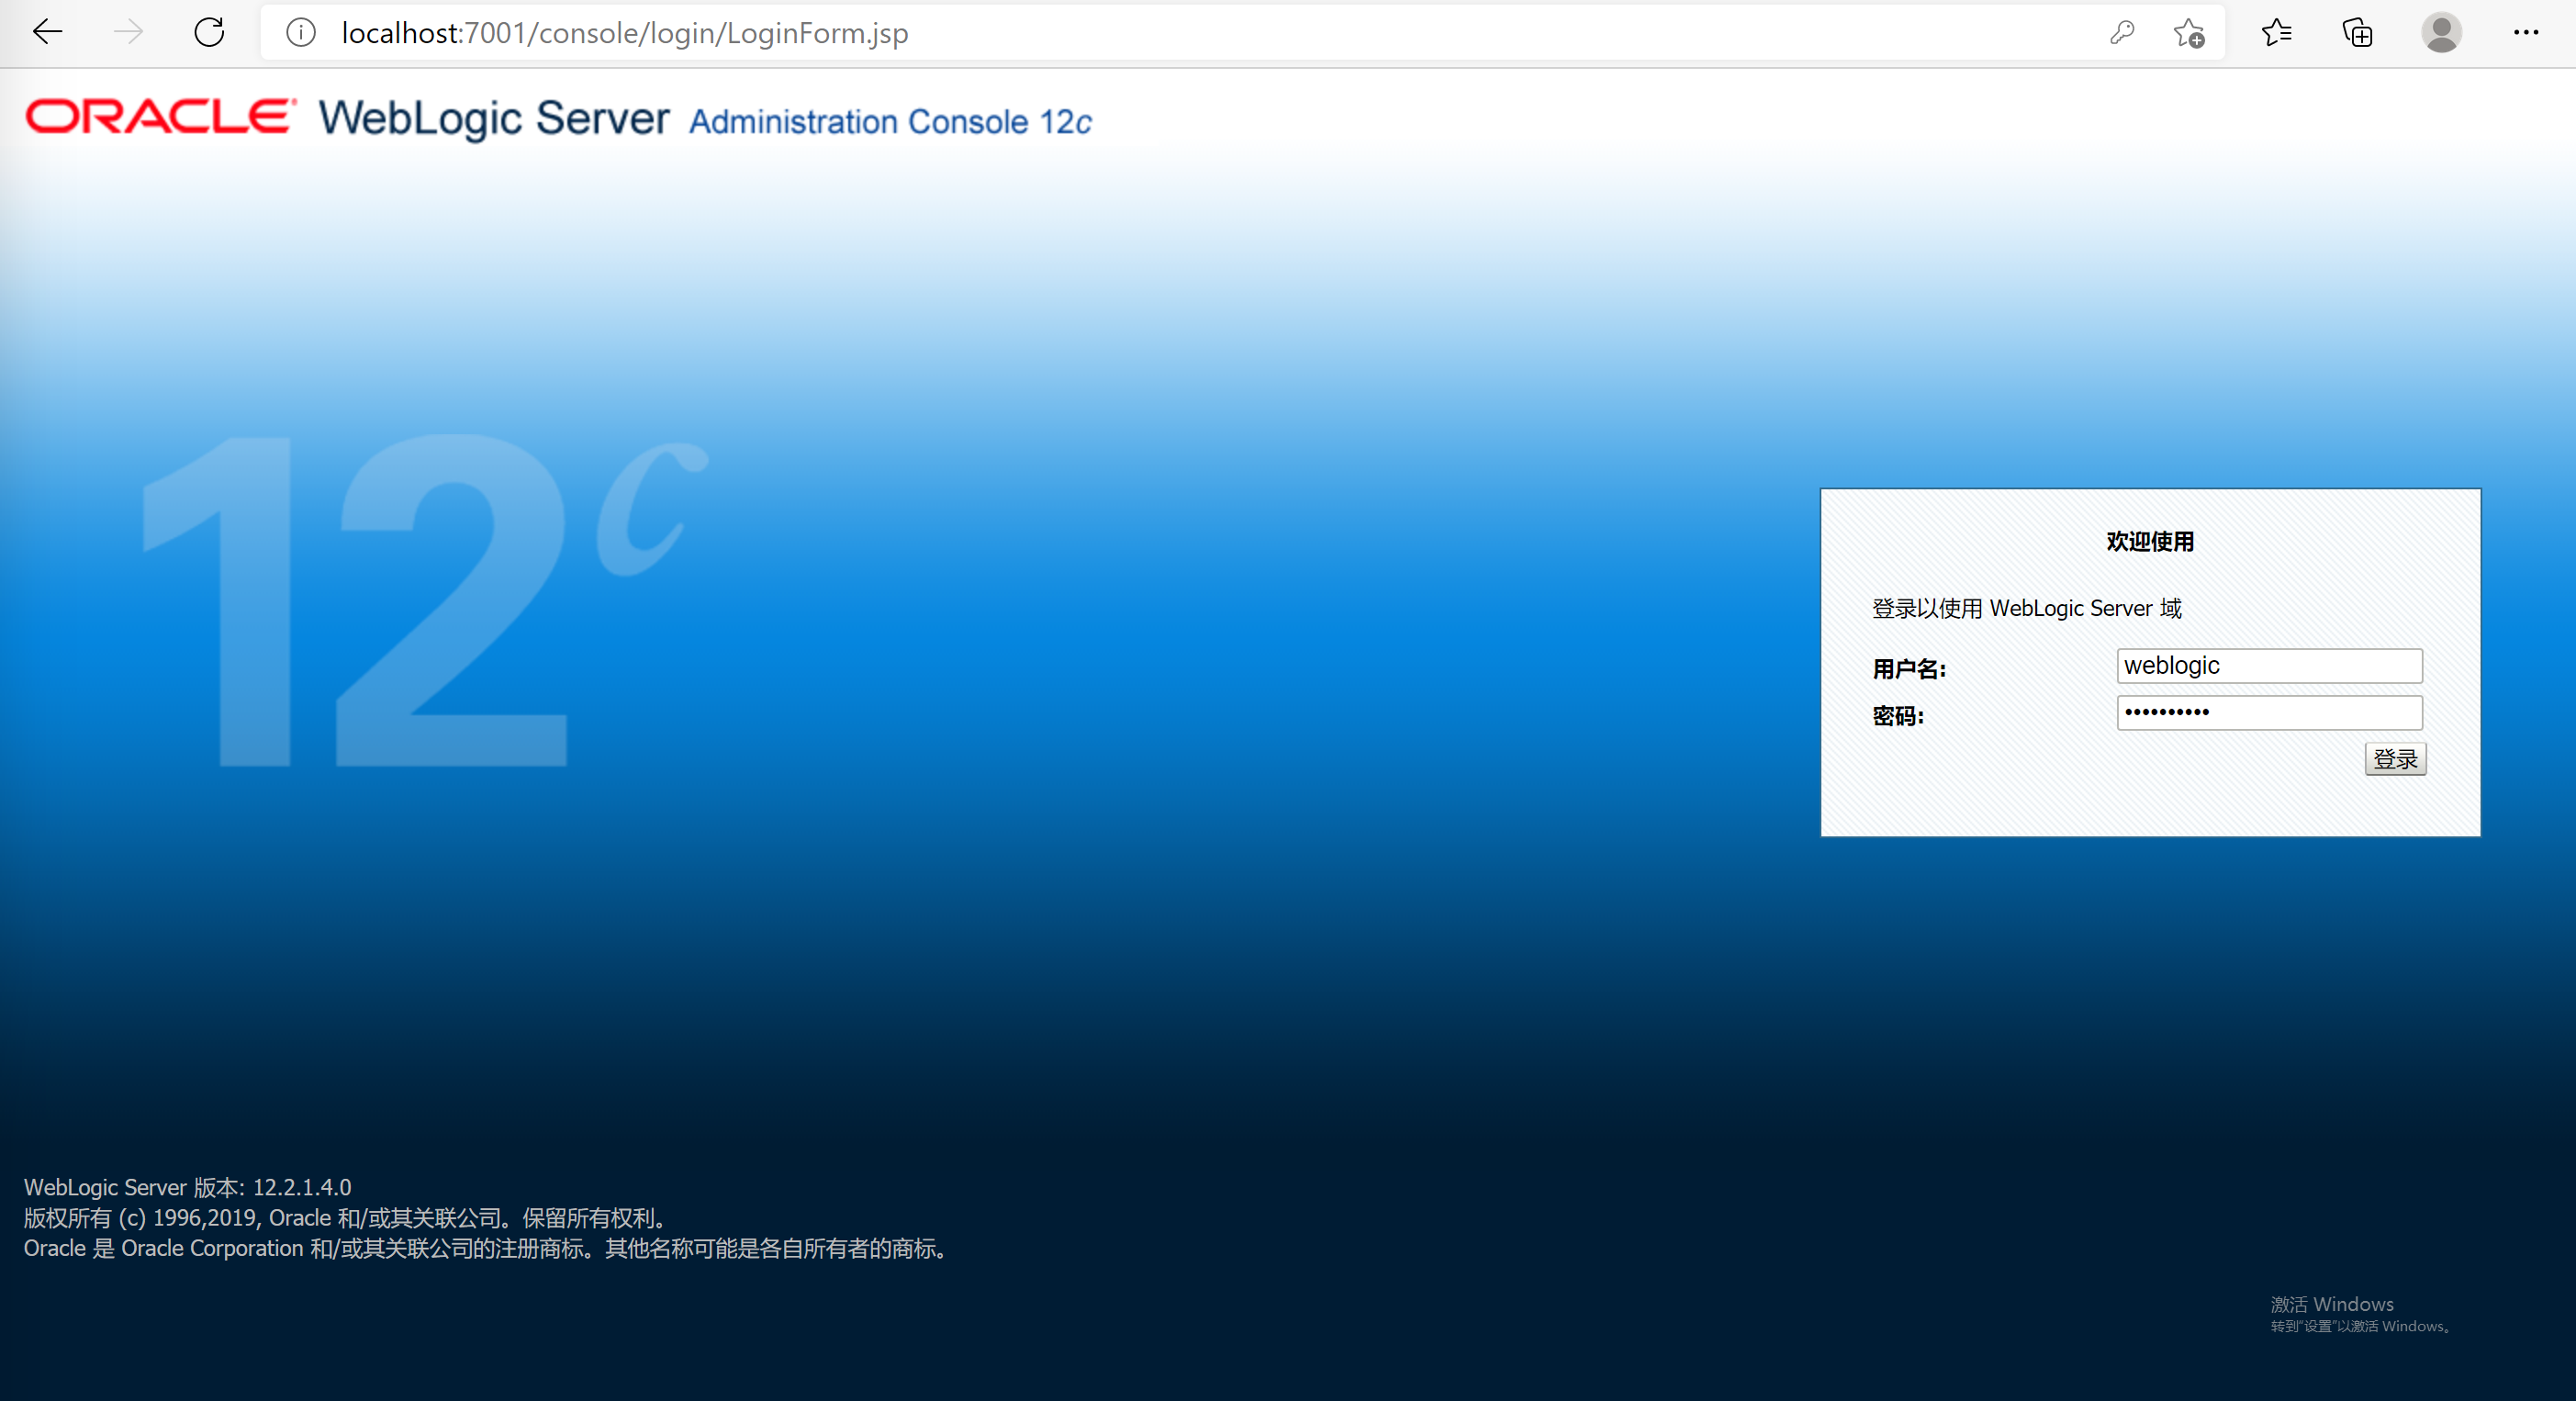 localhost:7001/console/login/LoginForm.jsp
ORACLE® WebLogic Server Administration Console 12c
12c
欢迎使用
登录以使用 WebLogic Server 域
用户名: weblogic
密码: ••••••••••
登录
WebLogic Server 版本: 12.2.1.4.0
版权所有 (c) 1996,2019, Oracle 和/或其关联公司。保留所有权利。
Oracle 是 Oracle Corporation 和/或其关联公司的注册商标。其他名称可能是各自所有者的商标。
激活 Windows
转到"设置"以激活 Windows。